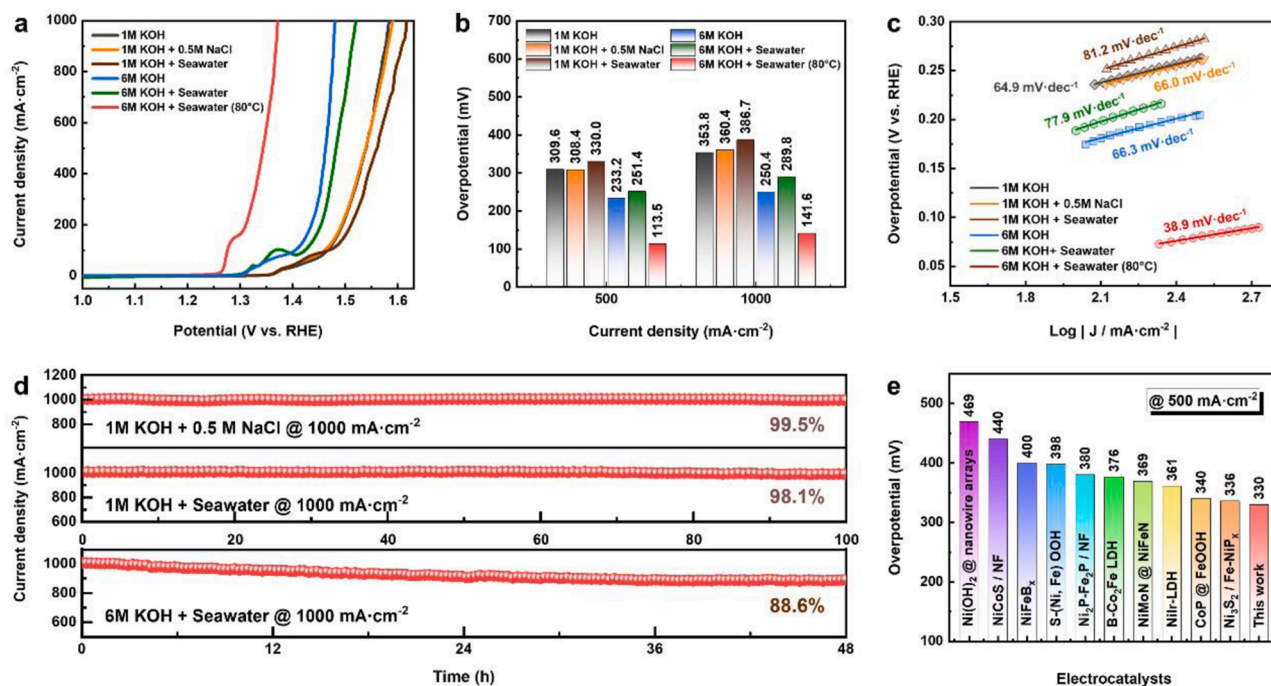 a
Current density (mA·cm⁻²)
1000
800
600
400
200
0
1M KOH
1M KOH + 0.5M NaCl
1M KOH + Seawater
6M KOH
6M KOH + Seawater
6M KOH + Seawater (80°C)
1.0 1.1 1.2 1.3 1.4 1.5 1.6
Potential (V vs. RHE)
b
Overpotential (mV)
700
600
500
400
300
200
100
0
1M KOH
1M KOH + 0.5M NaCl
1M KOH + Seawater
6M KOH
6M KOH + Seawater
6M KOH + Seawater (80°C)
309.6
308.4
330.0
233.2
251.4
113.5
353.8
360.4
386.7
250.4
289.8
141.6
500 1000
Current density (mA·cm⁻²)
c
Overpotential (V vs. RHE)
0.30
0.25
0.20
0.15
0.10
0.05
81.2 mV·dec⁻¹
64.9 mV·dec⁻¹
66.0 mV·dec⁻¹
77.9 mV·dec⁻¹
66.3 mV·dec⁻¹
38.9 mV·dec⁻¹
1M KOH
1M KOH + 0.5M NaCl
1M KOH + Seawater
6M KOH
6M KOH+ Seawater
6M KOH + Seawater (80°C)
1.5 1.8 2.1 2.4 2.7
Log | J / mA·cm⁻² |
d
Current density (mA·cm⁻²)
1200
1000
800
1M KOH + 0.5 M NaCl @ 1000 mA·cm⁻²
99.5%
1000
800
600
1M KOH + Seawater @ 1000 mA·cm⁻²
98.1%
0 20 40 60 80 100
1000
800
600
6M KOH + Seawater @ 1000 mA·cm⁻²
88.6%
0 12 24 36 48
Time (h)
e
Overpotential (mV)
600
500
400
300
200
100
@ 500 mA·cm⁻²
469
440
400
398
380
376
369
361
340
336
330
Ni(OH)₂ @ nanowire arrays
NiCoS / NF
NiFeBₓ
S-(Ni, Fe) OOH
Ni₂P-Fe₂P / NF
B-Co₂Fe LDH
NiMoN @ NiFeN
NiIr-LDH
CoP @ FeOOH
Ni₃S₂ / Fe-NiPₓ
This work
Electrocatalysts